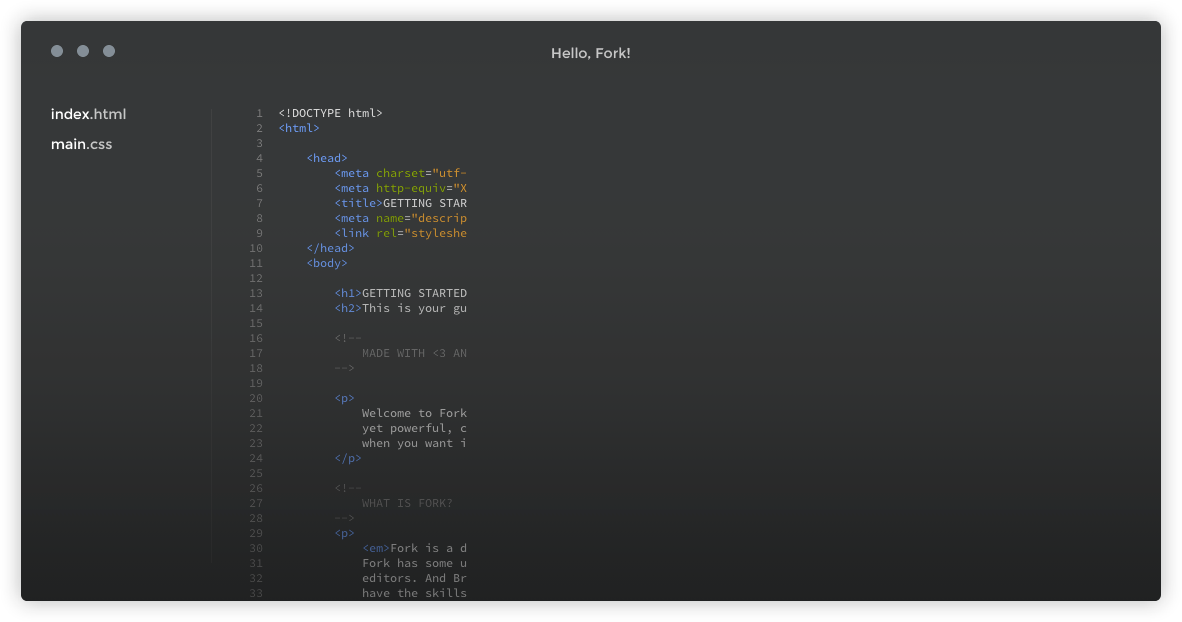 Hello, Fork!
index.html
main.css
1 <!DOCTYPE html>
2 <html>
3
4 <head>
5 <meta charset="utf-
6 <meta http-equiv="X
7 <title>GETTING STAR
8 <meta name="descrip
9 <link rel="styleshe
10 </head>
11 <body>
12
13 <h1>GETTING STARTED
14 <h2>This is your gu
15
16 <!--
17 MADE WITH <3 AN
18 -->
19
20 <p>
21 Welcome to Fork
22 yet powerful, c
23 when you want i
24 </p>
25
26 <!--
27 WHAT IS FORK?
28 -->
29 <p>
30 <em>Fork is a d
31 Fork has some u
32 editors. And Br
33 have the skills